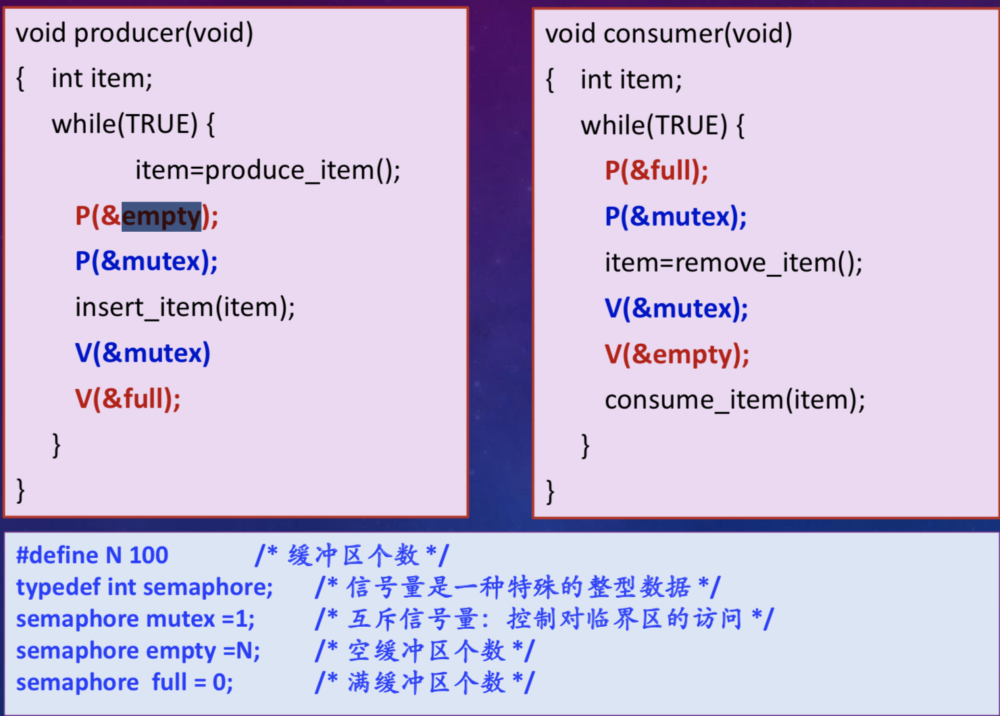 void producer(void)
{ int item;
while(TRUE) {
item=produce_item();
P(&empty);
P(&mutex);
insert_item(item);
V(&mutex)
V(&full);
}
}
void consumer(void)
{ int item;
while(TRUE) {
P(&full);
P(&mutex);
item=remove_item();
V(&mutex);
V(&empty);
consume_item(item);
}
}
#define N 100 /* 缓冲区个数 */
typedef int semaphore; /* 信号量是一种特殊的整型数据 */
semaphore mutex =1; /* 互斥信号量：控制对临界区的访问 */
semaphore empty =N; /* 空缓冲区个数 */
semaphore full = 0; /* 满缓冲区个数 */